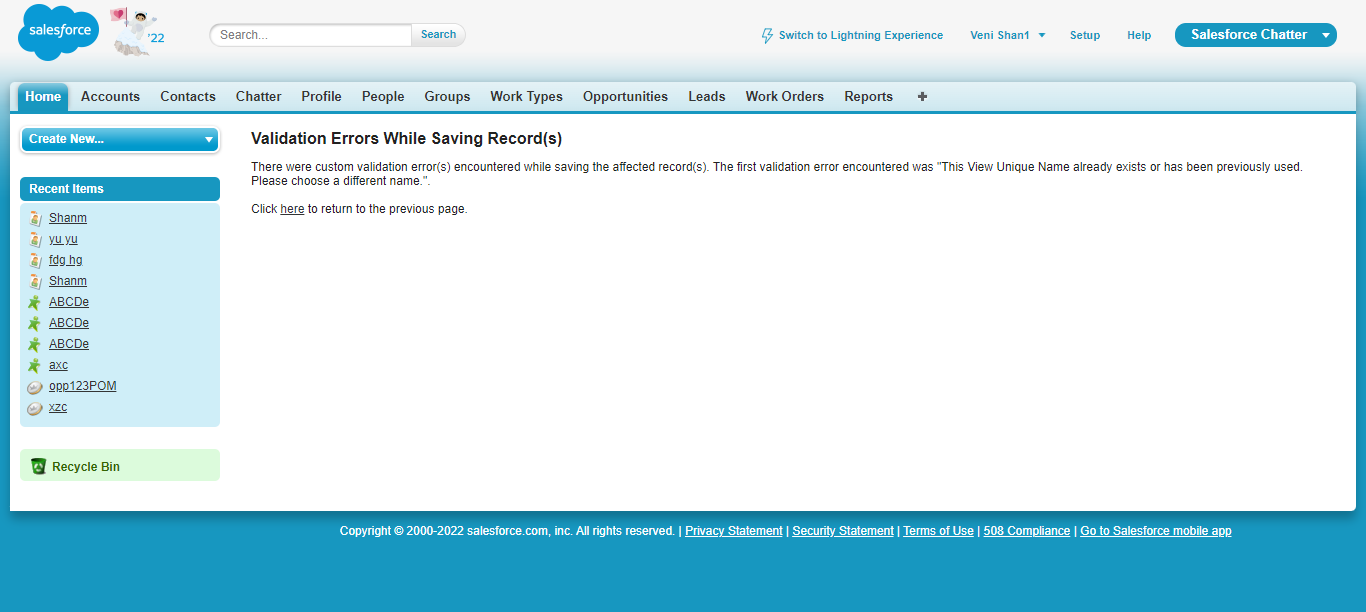 salesforce
'22
Search...
Search
Switch to Lightning Experience
Veni Shan1
Setup
Help
Salesforce Chatter
Home
Accounts
Contacts
Chatter
Profile
People
Groups
Work Types
Opportunities
Leads
Work Orders
Reports
+
Create New...
Recent Items
Shanm
yu yu
fdg hg
Shanm
ABCDe
ABCDe
ABCDe
axc
opp123POM
xzc
Recycle Bin
Validation Errors While Saving Record(s)
There were custom validation error(s) encountered while saving the affected record(s). The first validation error encountered was "This View Unique Name already exists or has been previously used.
Please choose a different name.".
Click here to return to the previous page.
Copyright © 2000-2022 salesforce.com, inc. All rights reserved. | Privacy Statement | Security Statement | Terms of Use | 508 Compliance | Go to Salesforce mobile app